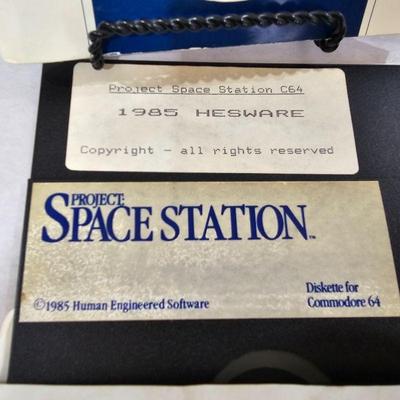 Project Space Station C64
1985 HESWARE
Copyright - all rights reserved
PROJECT:
SPACE STATION™
©1985 Human Engineered Software
Diskette for
Commodore 64